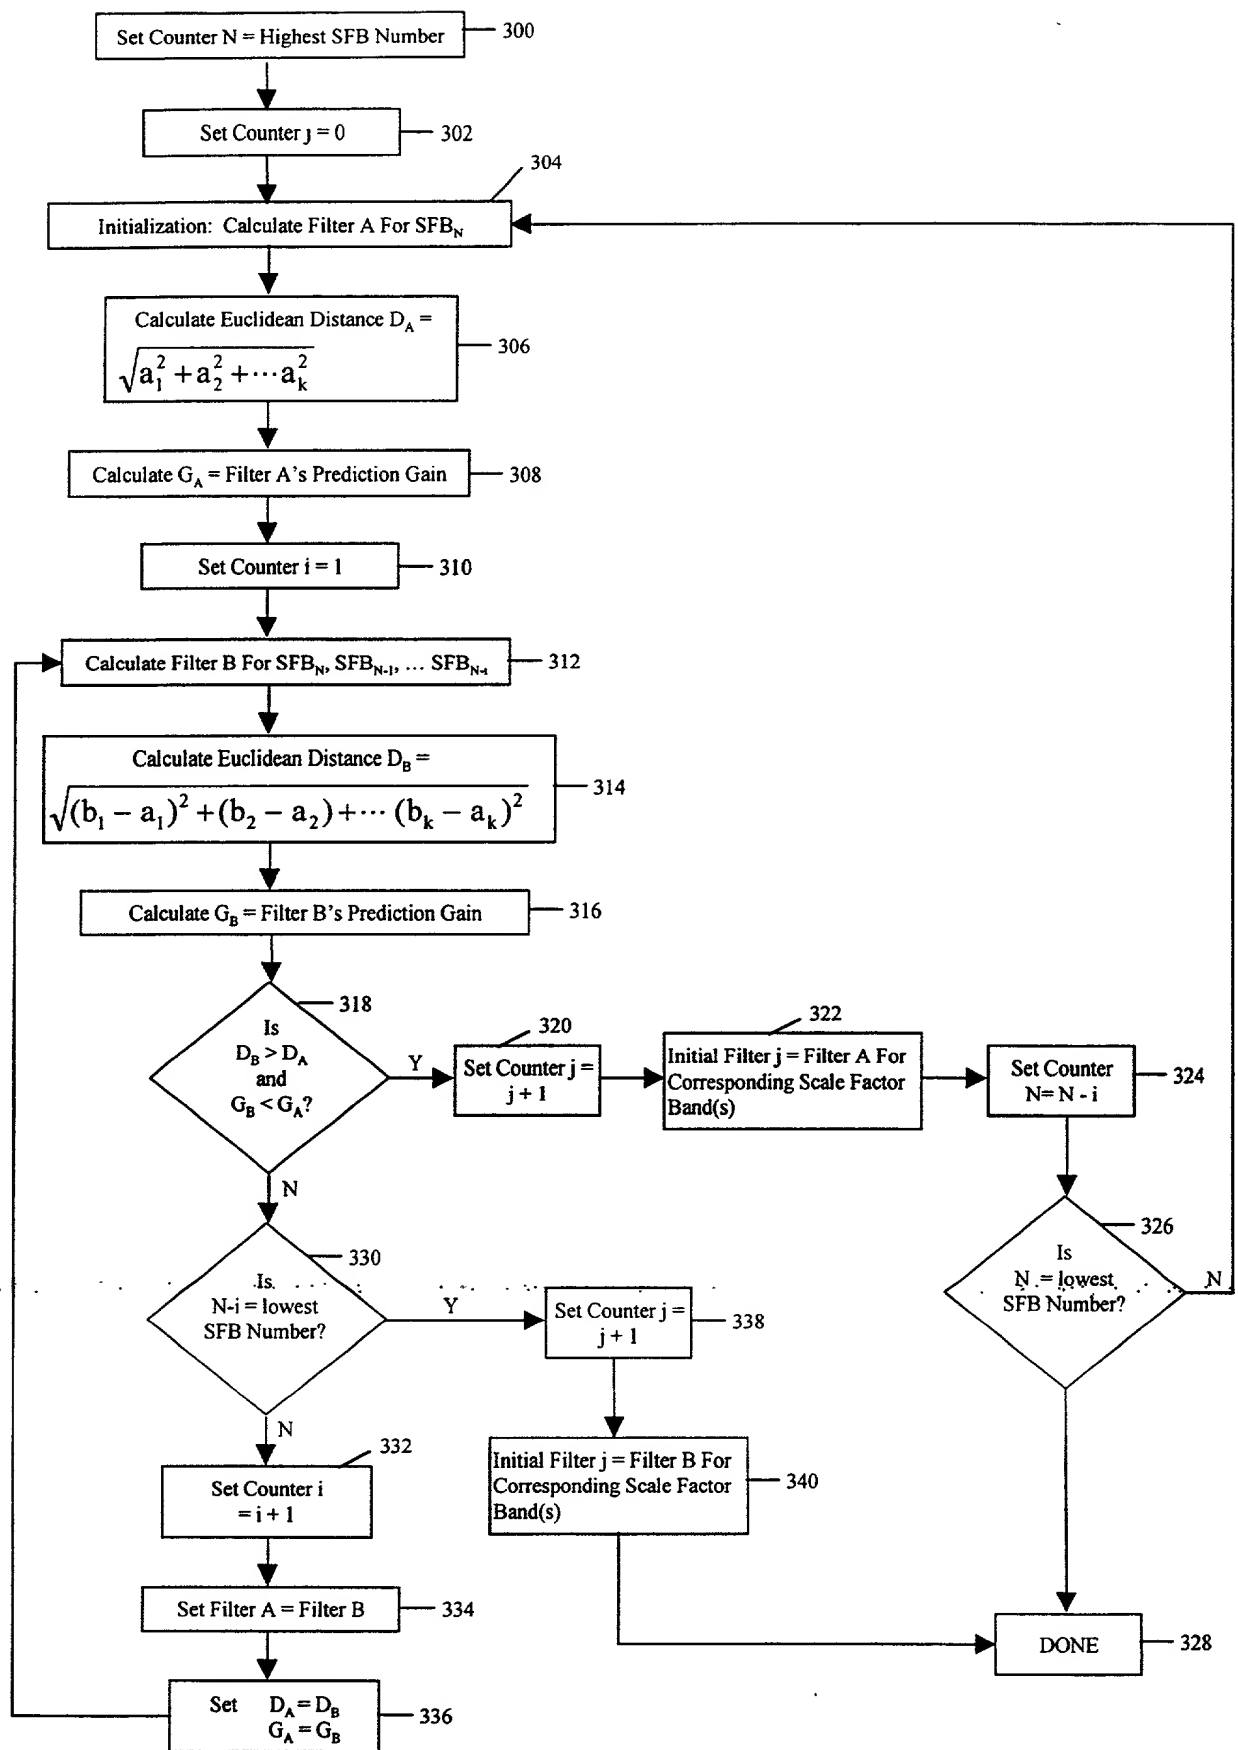 Set Counter N = Highest SFB Number
300
Set Counter j = 0
302
304
Initialization: Calculate Filter A For SFB_N
Calculate Euclidean Distance D_A =
√(a_1^2 + a_2^2 + ⋯ a_k^2)
306
Calculate G_A = Filter A's Prediction Gain
308
Set Counter i = 1
310
Calculate Filter B For SFB_N, SFB_N-1, … SFB_N-i
312
Calculate Euclidean Distance D_B =
√((b_1 − a_1)^2 + (b_2 − a_2) + ⋯ (b_k − a_k)^2)
314
Calculate G_B = Filter B's Prediction Gain
316
318
Is
D_B > D_A
and
G_B < G_A?
Y
N
320
Set Counter j =
j + 1
322
Initial Filter j = Filter A For
Corresponding Scale Factor
Band(s)
Set Counter
N= N - i
324
326
Is
N = lowest
SFB Number?
N
330
Is
N-i = lowest
SFB Number?
Y
N
Set Counter j =
j + 1
338
332
Set Counter i
= i + 1
Initial Filter j = Filter B For
Corresponding Scale Factor
Band(s)
340
Set Filter A = Filter B
334
DONE
328
Set D_A = D_B
G_A = G_B
336